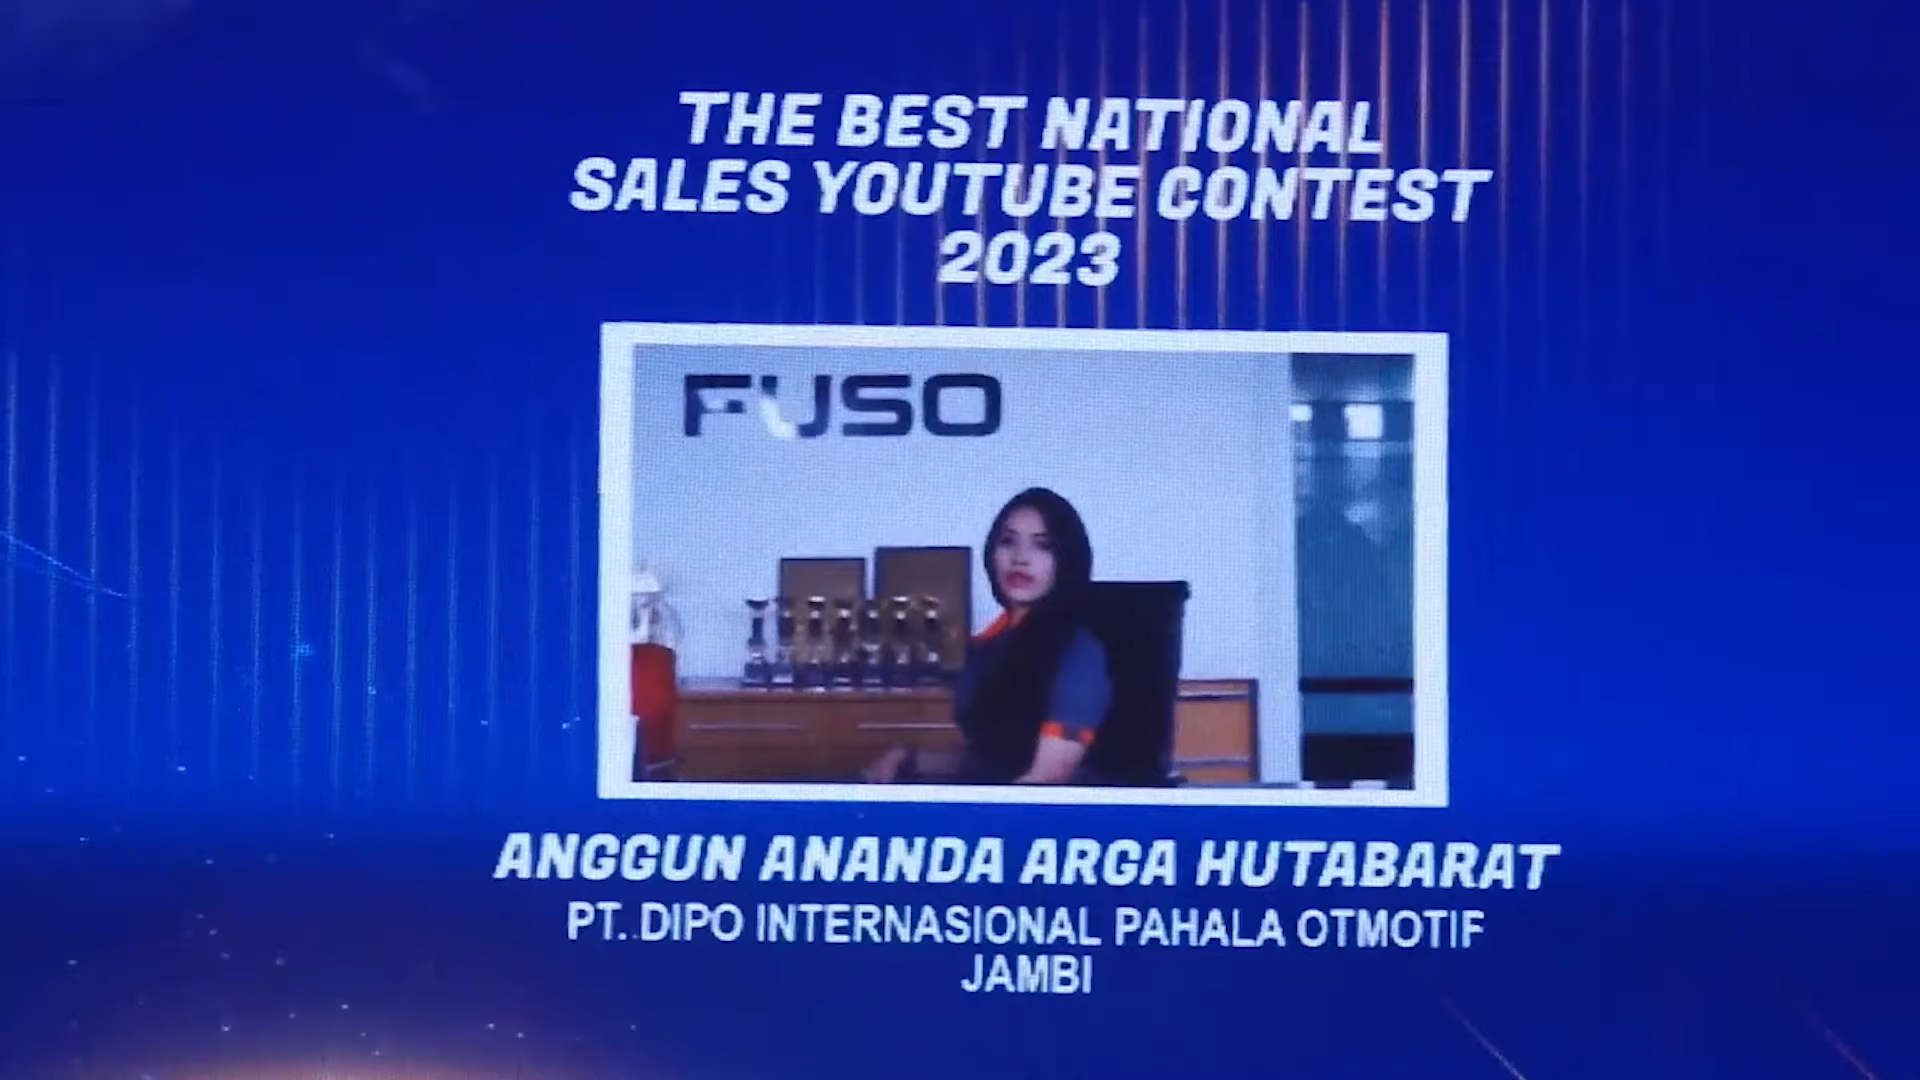 THE BEST NATIONAL
SALES YOUTUBE CONTEST
2023
FUSO
ANGGUN ANANDA ARGA HUTABARAT
PT. DIPO INTERNASIONAL PAHALA OTMOTIF
JAMBI